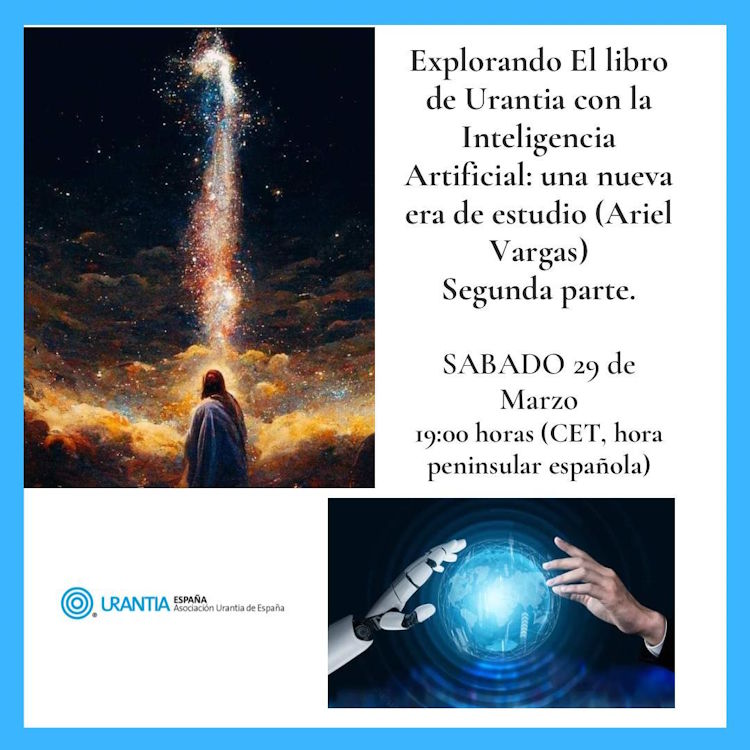 Explorando El libro
de Urantia con la
Inteligencia
Artificial: una nueva
era de estudio (Ariel
Vargas)
Segunda parte.
SABADO 29 de
Marzo
19:00 horas (CET, hora
peninsular española)
® URANTIA ESPAÑA
Asociación Urantia de España